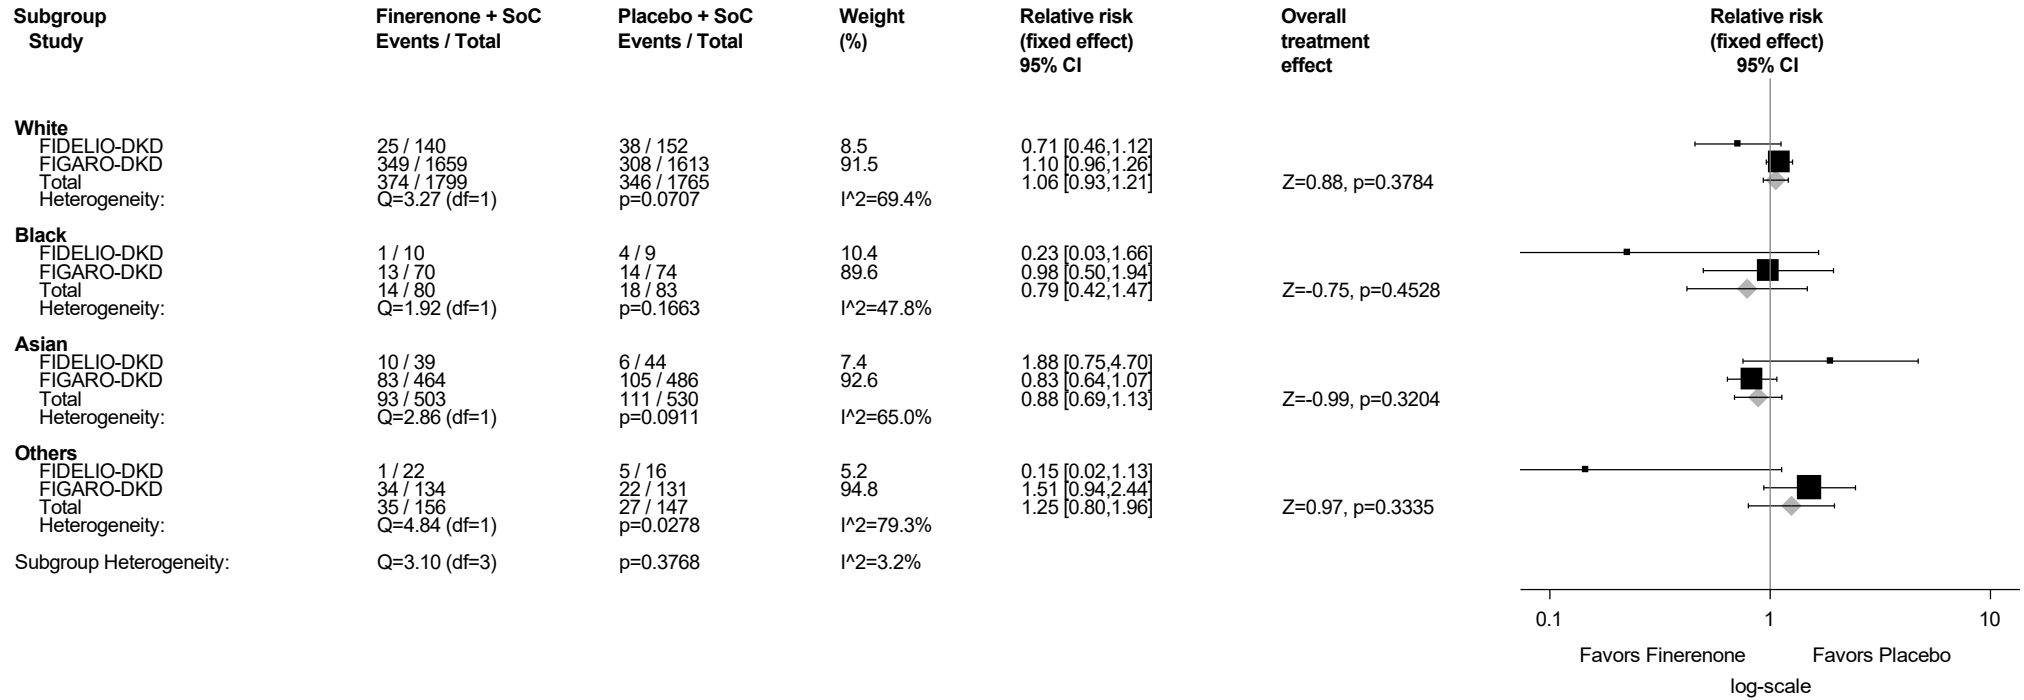 Subgroup Finerenone + SoC Placebo + SoC Weight Relative risk Overall Relative risk
Study Events / Total Events / Total (%) (fixed effect) treatment (fixed effect)
95% CI effect 95% CI
White
FIDELIO-DKD 25 / 140 38 / 152 8.5 0.71 [0.46,1.12]
FIGARO-DKD 349 / 1659 308 / 1613 91.5 1.10 [0.96,1.26]
Total 374 / 1799 346 / 1765 1.06 [0.93,1.21] Z=0.88, p=0.3784
Heterogeneity: Q=3.27 (df=1) p=0.0707 I^2=69.4%
Black
FIDELIO-DKD 1 / 10 4 / 9 10.4 0.23 [0.03,1.66]
FIGARO-DKD 13 / 70 14 / 74 89.6 0.98 [0.50,1.94]
Total 14 / 80 18 / 83 0.79 [0.42,1.47] Z=-0.75, p=0.4528
Heterogeneity: Q=1.92 (df=1) p=0.1663 I^2=47.8%
Asian
FIDELIO-DKD 10 / 39 6 / 44 7.4 1.88 [0.75,4.70]
FIGARO-DKD 83 / 464 105 / 486 92.6 0.83 [0.64,1.07]
Total 93 / 503 111 / 530 0.88 [0.69,1.13] Z=-0.99, p=0.3204
Heterogeneity: Q=2.86 (df=1) p=0.0911 I^2=65.0%
Others
FIDELIO-DKD 1 / 22 5 / 16 5.2 0.15 [0.02,1.13]
FIGARO-DKD 34 / 134 22 / 131 94.8 1.51 [0.94,2.44]
Total 35 / 156 27 / 147 1.25 [0.80,1.96] Z=0.97, p=0.3335
Heterogeneity: Q=4.84 (df=1) p=0.0278 I^2=79.3%
Subgroup Heterogeneity: Q=3.10 (df=3) p=0.3768 I^2=3.2%
0.1 1 10
Favors Finerenone Favors Placebo
log-scale